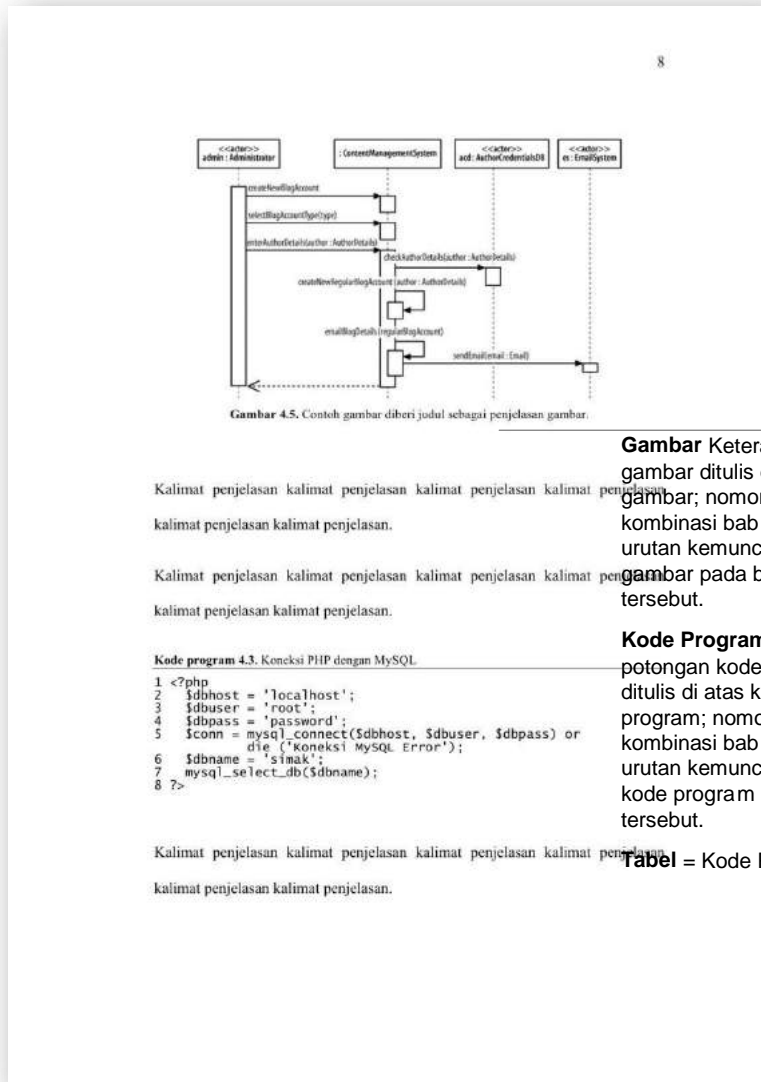 8
<<actor>>
admin : Administrator
: ContentManagementSystem
<<actor>>
acd : AuthorCredentialsDB
<<actor>>
es : EmailSystem
createNewBlogAccount
selectBlogAccountType(type)
enterAuthorDetails(author : AuthorDetails)
checkAuthorDetails(author : AuthorDetails)
createNewRegularBlogAccount (author : AuthorDetails)
emailBlogDetails (regularBlogAccount)
sendEmail(email : Email)
Gambar 4.5. Contoh gambar diberi judul sebagai penjelasan gambar.
Kalimat penjelasan kalimat penjelasan kalimat penjelasan kalimat penjelasan
kalimat penjelasan kalimat penjelasan.
Kalimat penjelasan kalimat penjelasan kalimat penjelasan kalimat penjelasan
kalimat penjelasan kalimat penjelasan.
Kode program 4.3. Koneksi PHP dengan MySQL
1 <?php
2 $dbhost = 'localhost';
3 $dbuser = 'root';
4 $dbpass = 'password';
5 $conn = mysql_connect($dbhost, $dbuser, $dbpass) or
die ('Koneksi MySQL Error');
6 $dbname = 'simak';
7 mysql_select_db($dbname);
8 ?>
Kalimat penjelasan kalimat penjelasan kalimat penjelasan kalimat penjelasan
kalimat penjelasan kalimat penjelasan.
Gambar Ketera
gambar ditulis
gambar; nomor
kombinasi bab
urutan kemunc
gambar pada b
tersebut.
Kode Program
potongan kode
ditulis di atas k
program; nomo
kombinasi bab
urutan kemunc
kode program
tersebut.
Tabel = Kode